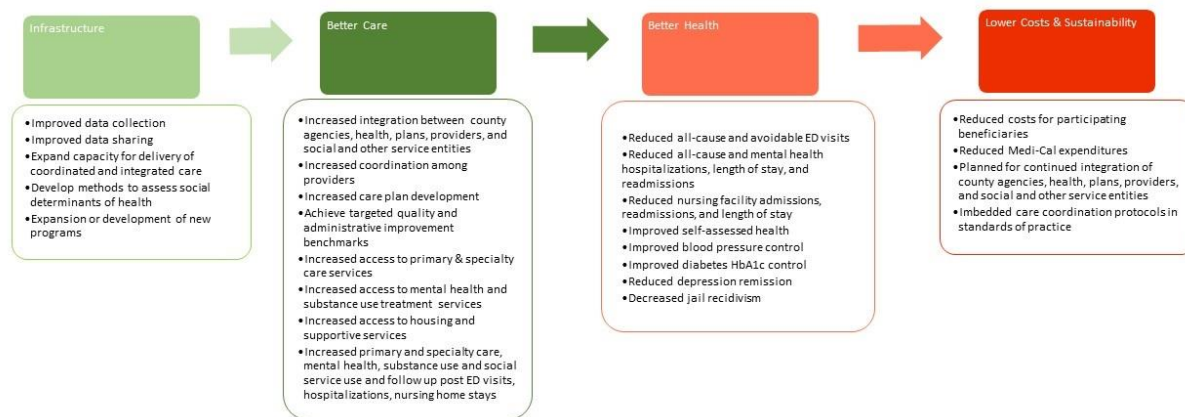 Infrastructure
•Improved data collection
•Improved data sharing
•Expand capacity for delivery of
coordinated and integrated care
•Develop methods to assess social
determinants of health
•Expansion or development of new
programs
Better Care
•Increased integration between county
agencies, health, plans, providers, and
social and other service entities
•Increased coordination among
providers
•Increased care plan development
•Achieve targeted quality and
administrative improvement
benchmarks
•Increased access to primary & specialty
care services
•Increased access to mental health and
substance use treatment services
•Increased access to housing and
supportive services
•Increased primary and specialty care,
mental health, substance use and social
service use and follow up post ED visits,
hospitalizations, nursing home stays
Better Health
•Reduced all-cause and avoidable ED visits
•Reduced all-cause and mental health
hospitalizations, length of stay, and
readmissions
•Reduced nursing facility admissions,
readmissions, and length of stay
•Improved self-assessed health
•Improved blood pressure control
•Improved diabetes HbA1c control
•Reduced depression remission
•Decreased jail recidivism
Lower Costs & Sustainability
•Reduced costs for participating
beneficiaries
•Reduced Medi-Cal expenditures
•Planned for continued integration of
county agencies, health, plans, providers,
and social and other service entities
•Imbedded care coordination protocols in
standards of practice